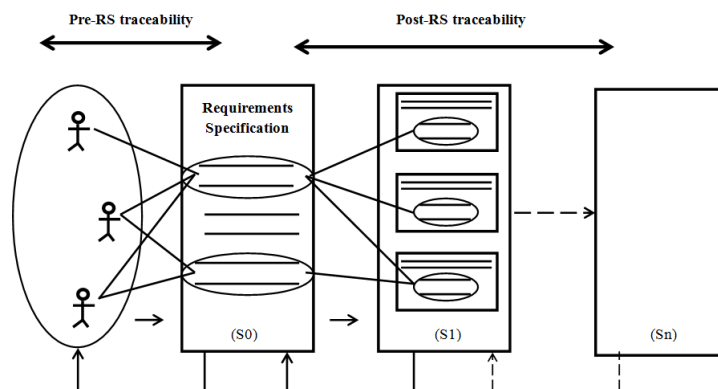 Pre-RS traceability
Post-RS traceability
Requirements
Specification
(S0)
(S1)
(Sn)